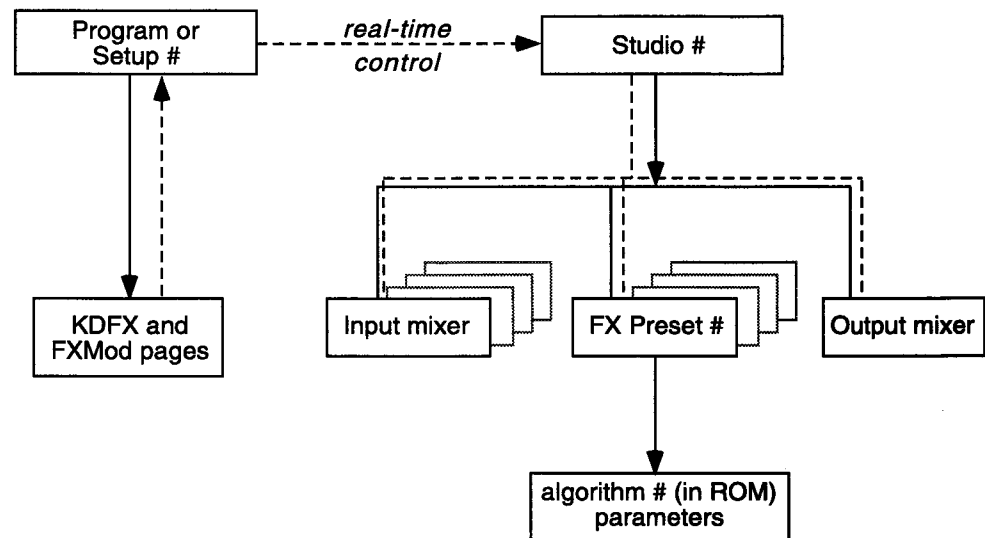 Program or
Setup #
real-time
control
Studio #
KDFX and
FXMod pages
Input mixer
FX Preset #
Output mixer
algorithm # (in ROM)
parameters